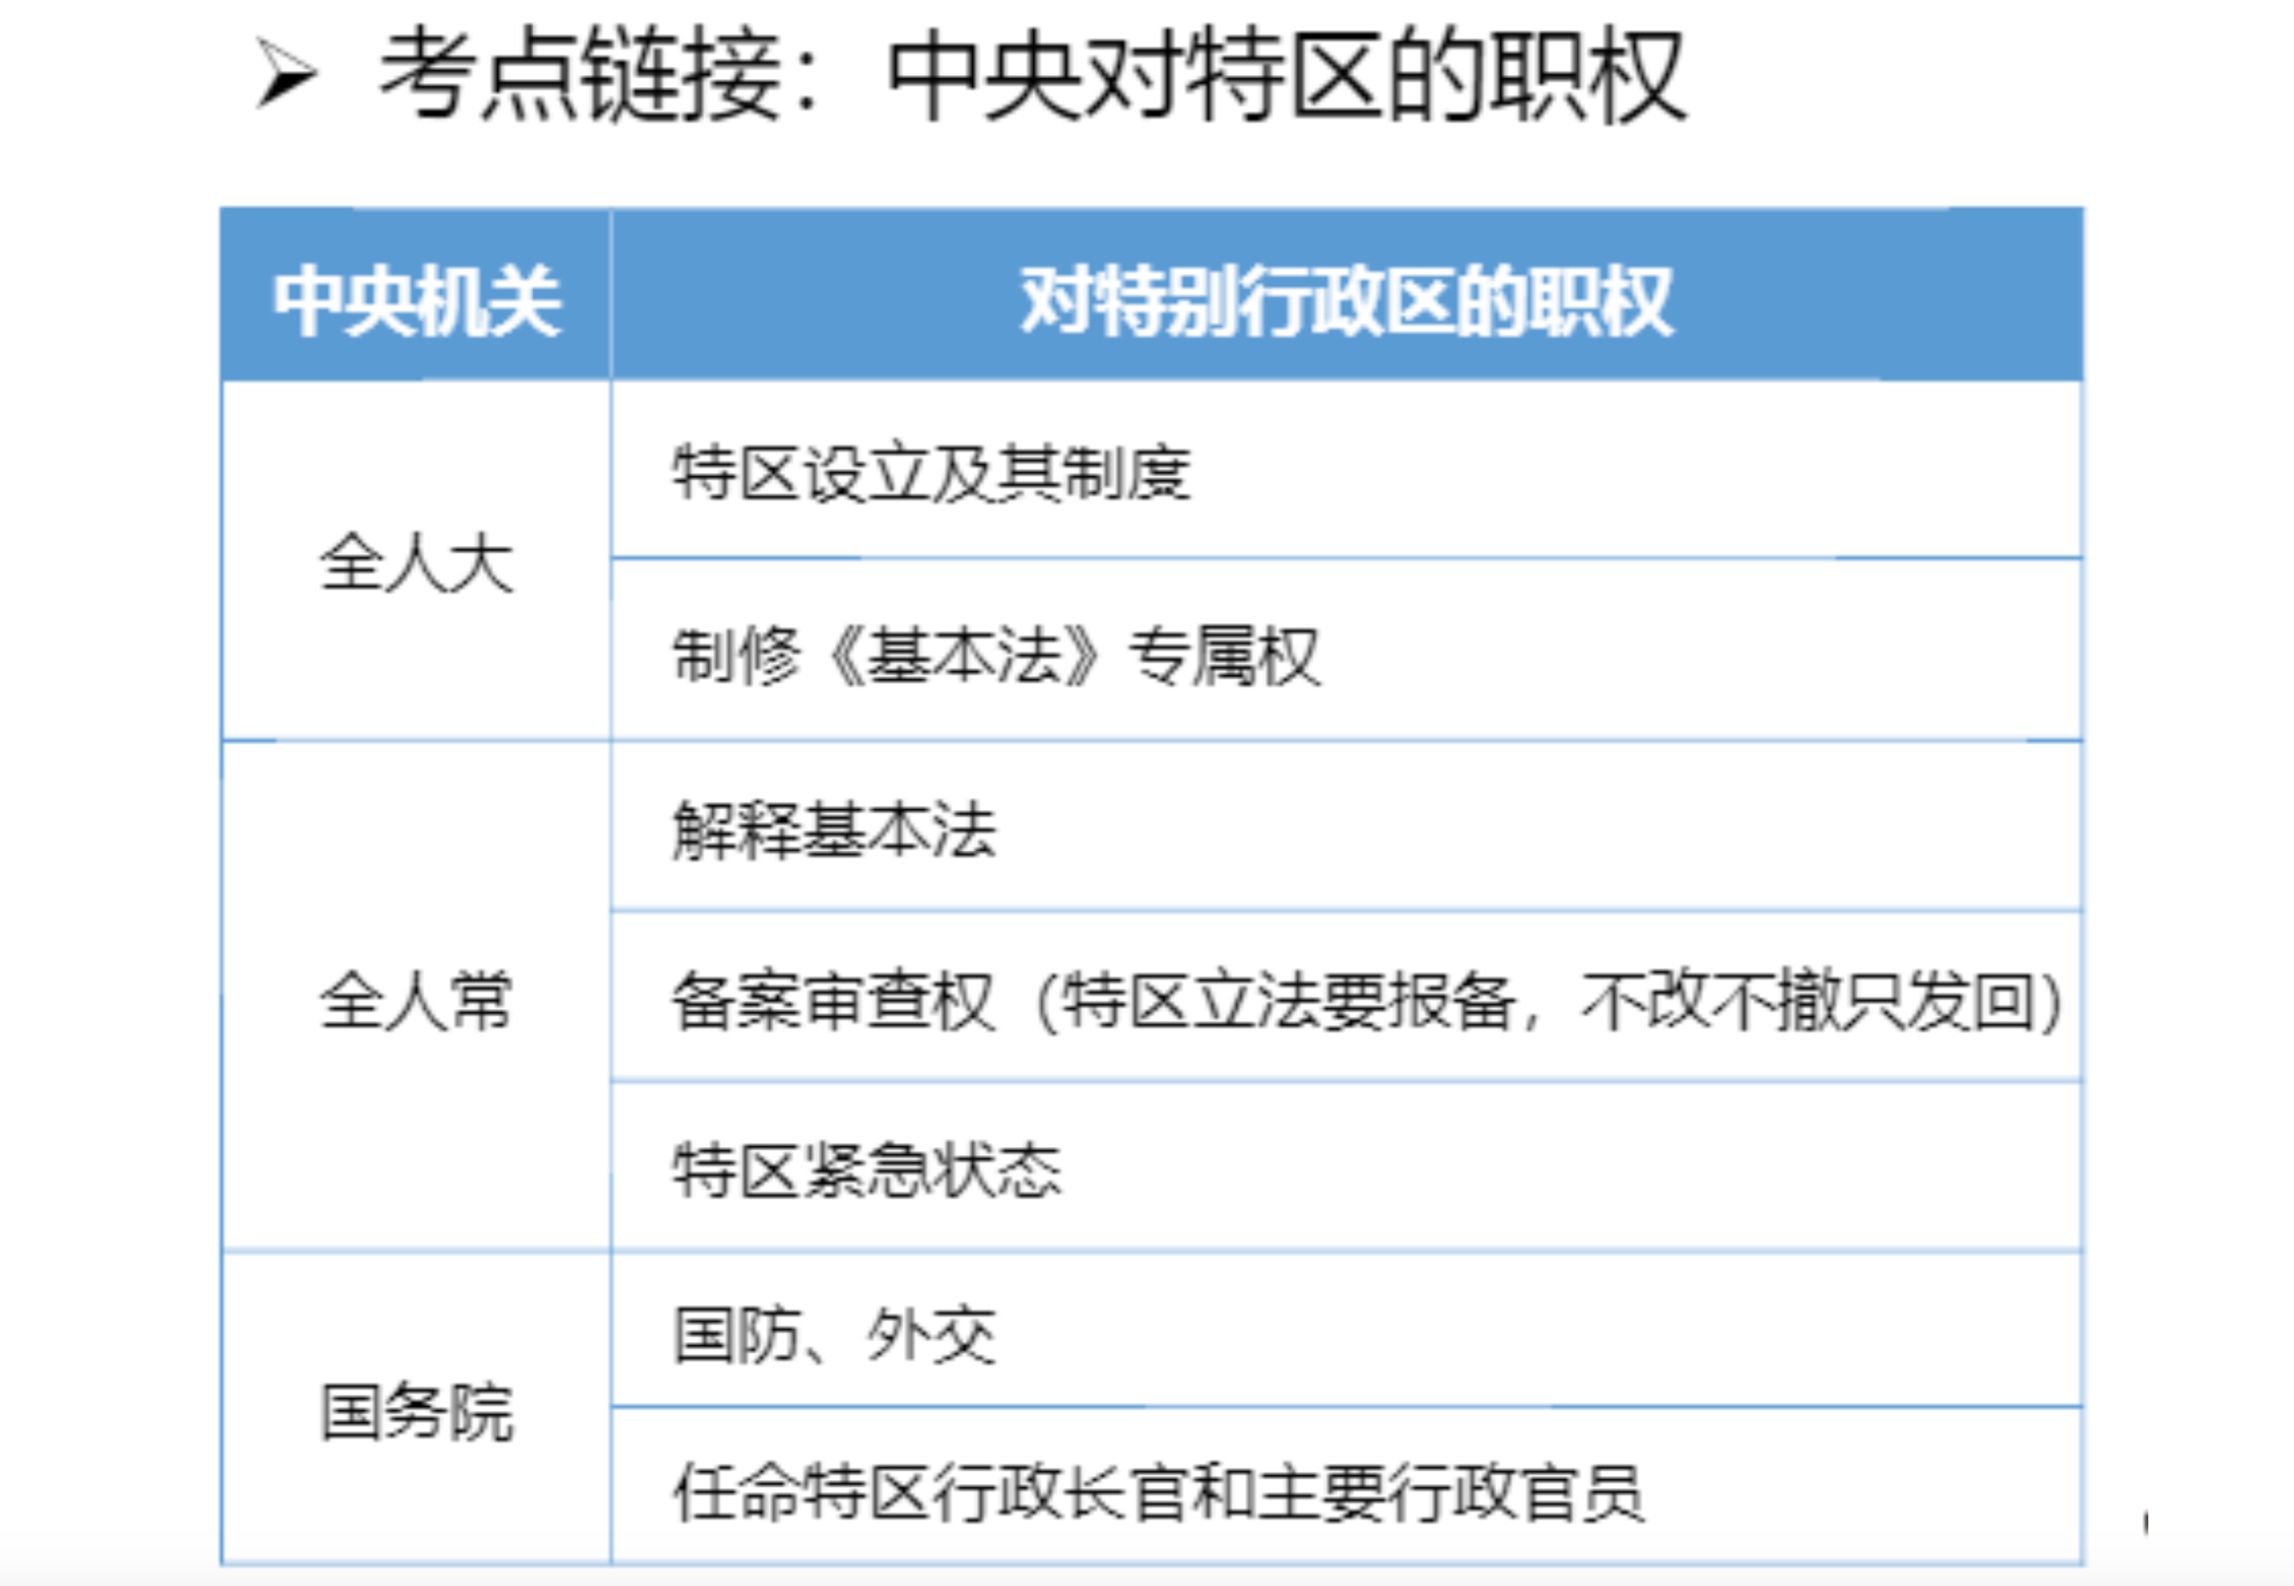 考点链接：中央对特区的职权
中央机关 对特别行政区的职权
全人大
特区设立及其制度
制修《基本法》专属权
全人常
解释基本法
备案审查权（特区立法要报备，不改不撤只发回）
特区紧急状态
国务院
国防、外交
任命特区行政长官和主要行政官员